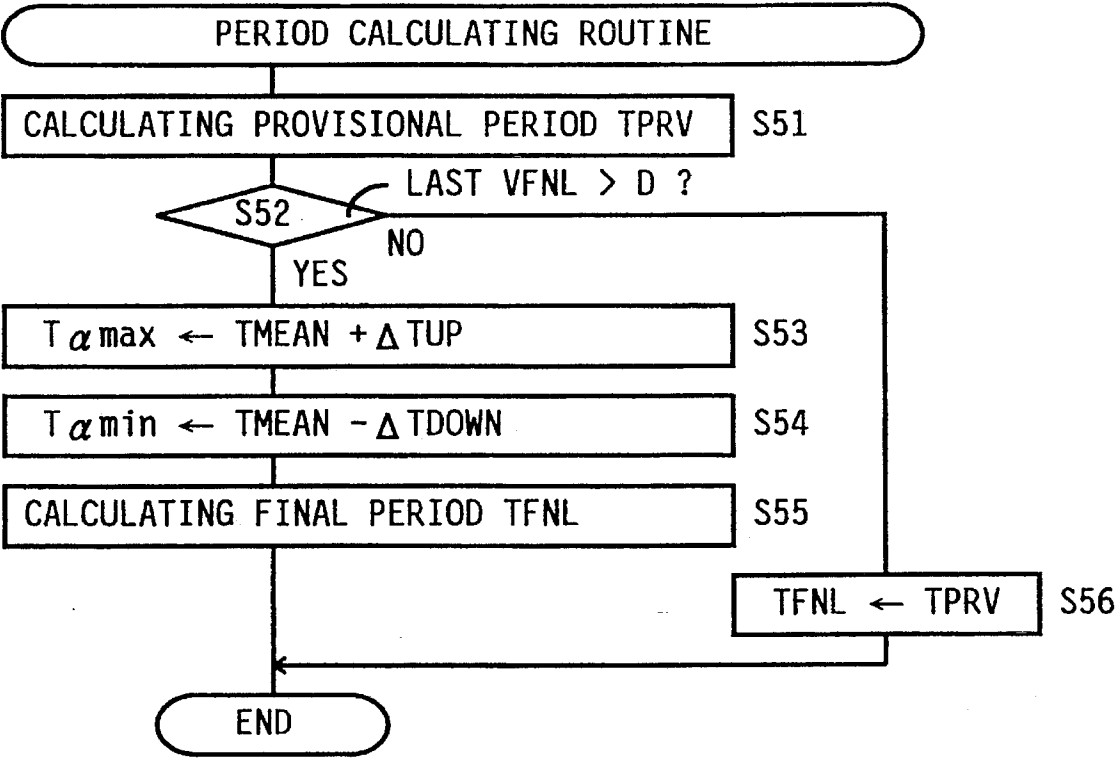 PERIOD CALCULATING ROUTINE
CALCULATING PROVISIONAL PERIOD TPRV S51
LAST VFNL > D ?
S52
NO
YES
Tαmax ← TMEAN + ΔTUP S53
Tαmin ← TMEAN - ΔTDOWN S54
CALCULATING FINAL PERIOD TFNL S55
TFNL ← TPRV S56
END